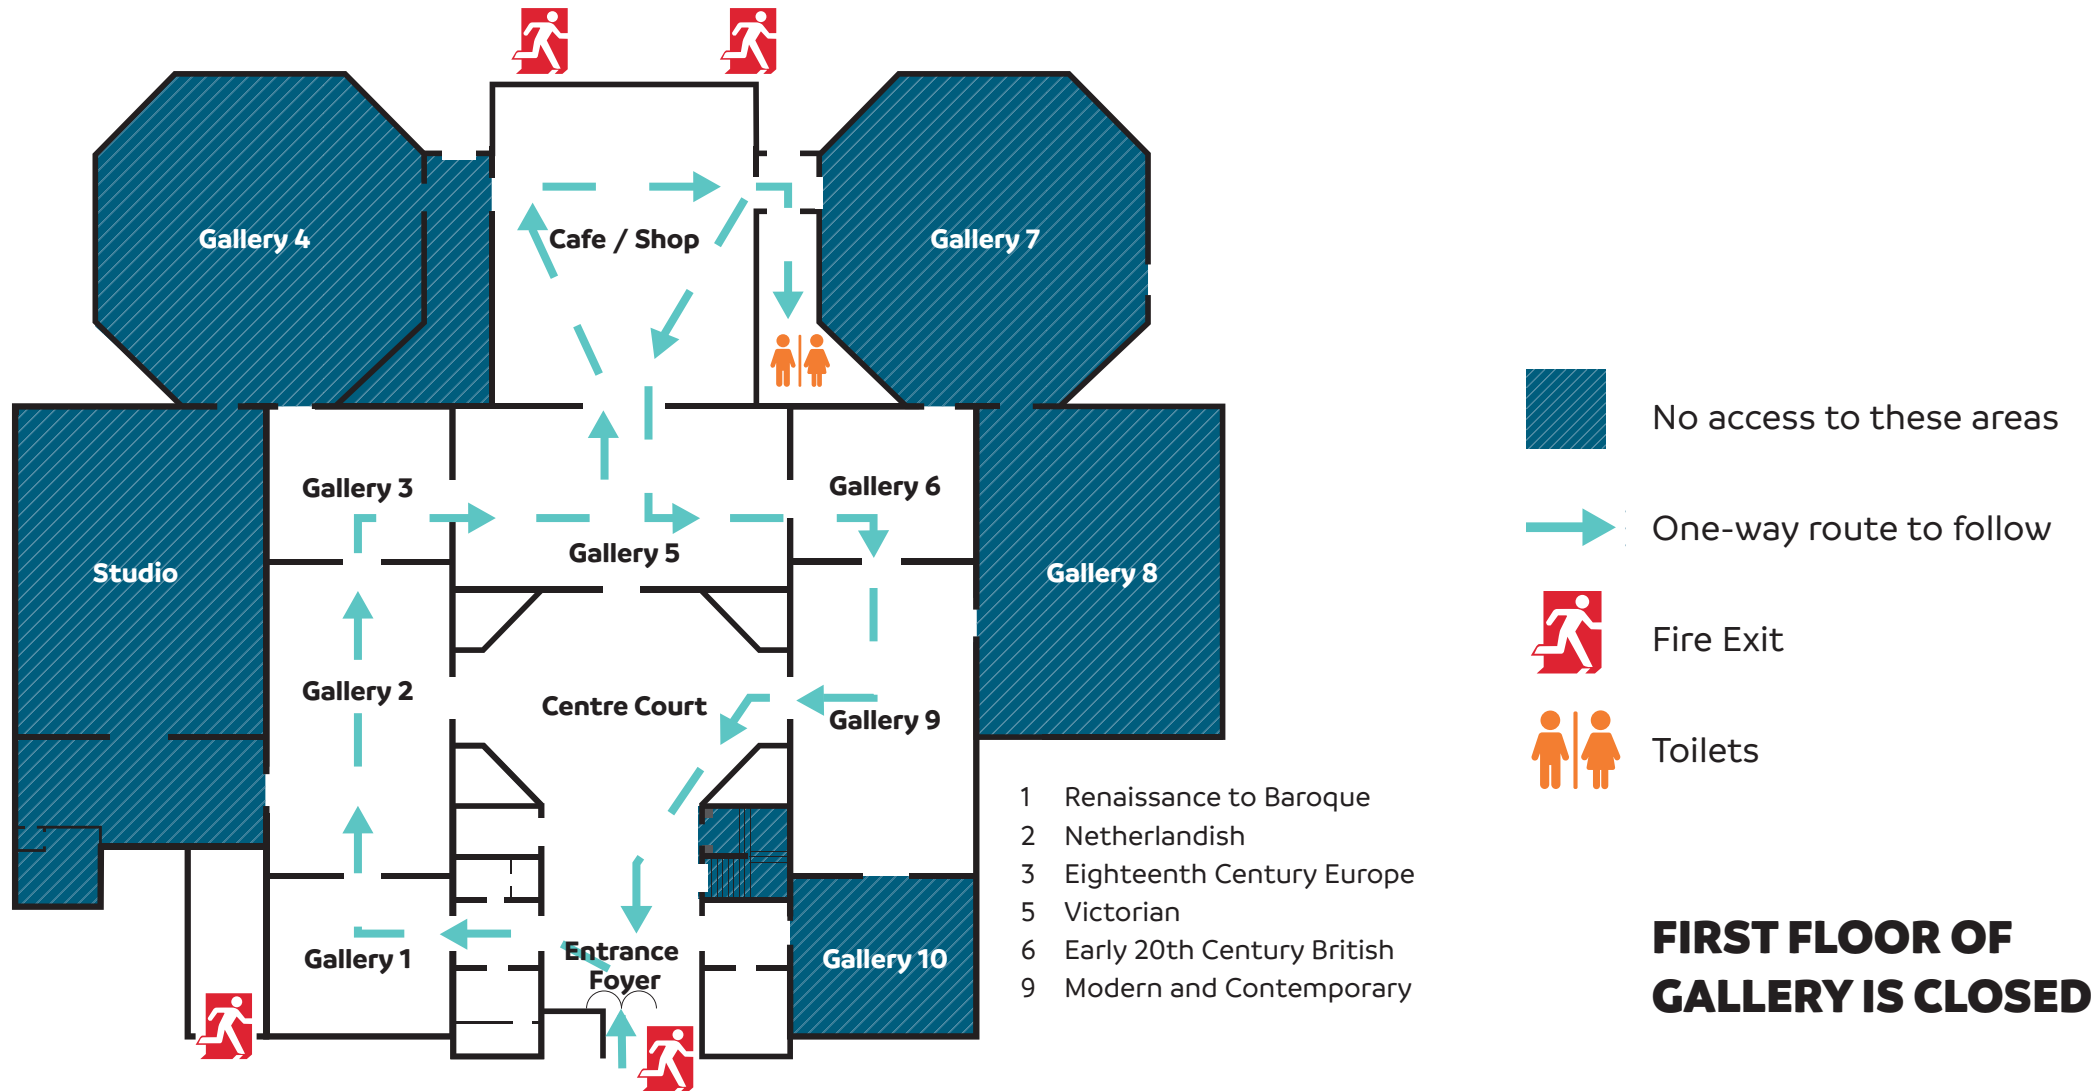 Gallery 4
Cafe / Shop
Gallery 7
Gallery 3
Gallery 6
Gallery 5
Studio
Gallery 8
Gallery 2
Centre Court
Gallery 9
Gallery 1
Entrance
Foyer
Gallery 10
1 Renaissance to Baroque
2 Netherlandish
3 Eighteenth Century Europe
5 Victorian
6 Early 20th Century British
9 Modern and Contemporary
No access to these areas
One-way route to follow
Fire Exit
Toilets
FIRST FLOOR OF
GALLERY IS CLOSED